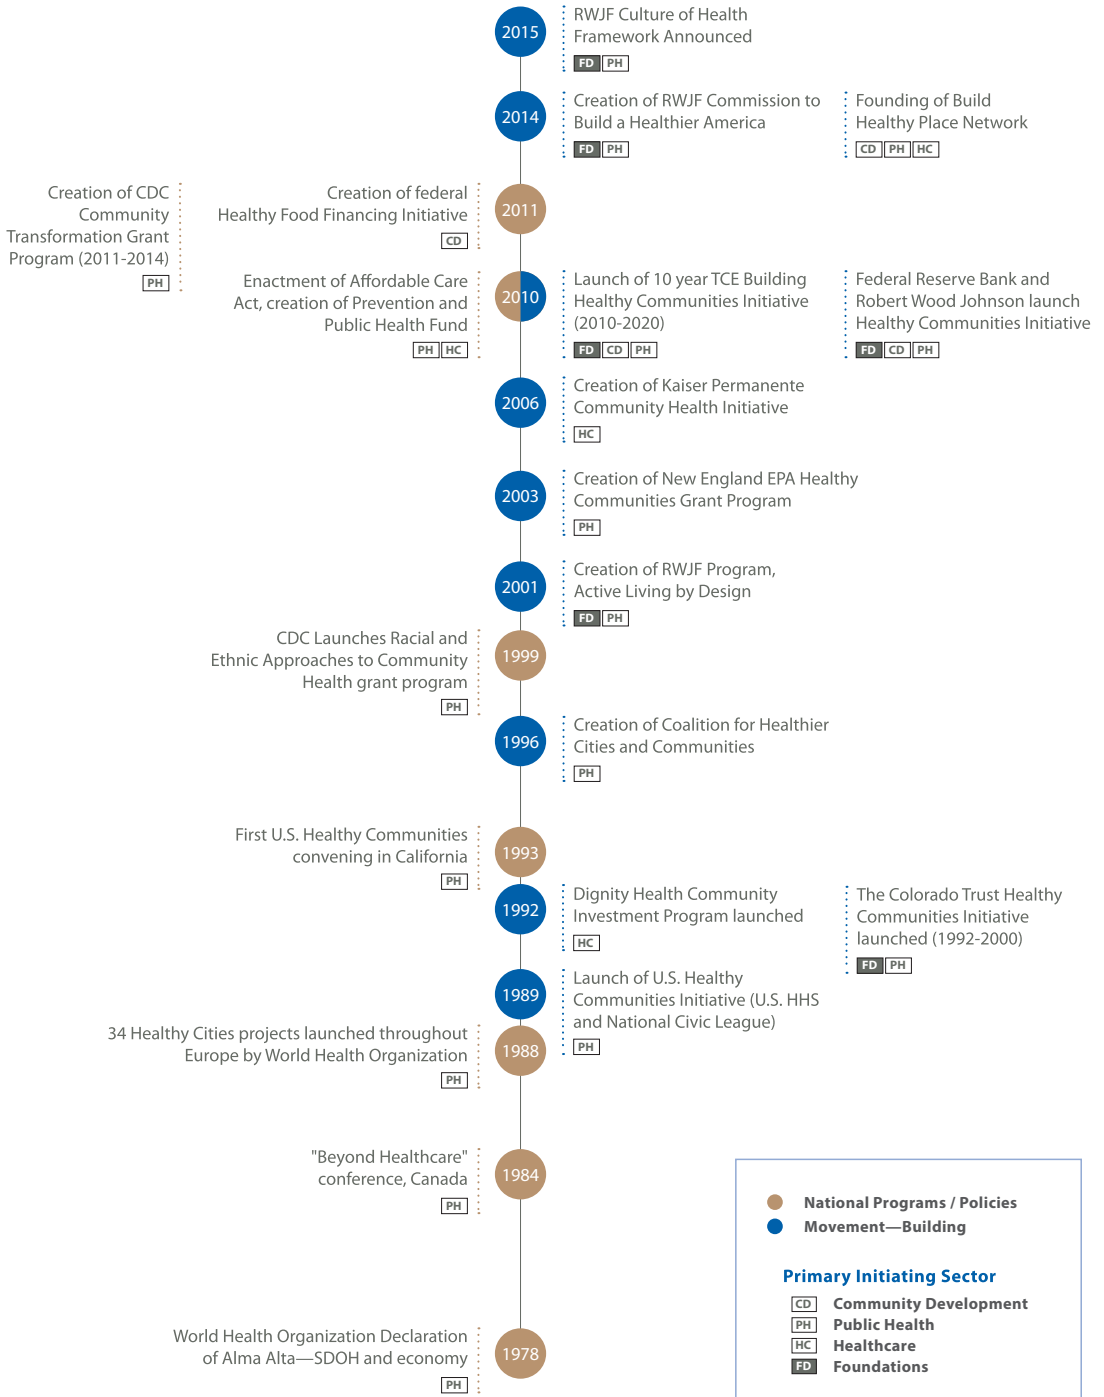 2015
RWJF Culture of Health
Framework Announced
FD PH
2014
Creation of RWJF Commission to
Build a Healthier America
FD PH
Founding of Build
Healthy Place Network
CD PH HC
Creation of CDC
Community
Transformation Grant
Program (2011-2014)
PH
Creation of federal
Healthy Food Financing Initiative
CD
2011
Enactment of Affordable Care
Act, creation of Prevention and
Public Health Fund
PH HC
2010
Launch of 10 year TCE Building
Healthy Communities Initiative
(2010-2020)
FD CD PH
Federal Reserve Bank and
Robert Wood Johnson launch
Healthy Communities Initiative
FD CD PH
2006
Creation of Kaiser Permanente
Community Health Initiative
HC
2003
Creation of New England EPA Healthy
Communities Grant Program
PH
2001
Creation of RWJF Program,
Active Living by Design
FD PH
CDC Launches Racial and
Ethnic Approaches to Community
Health grant program
PH
1999
1996
Creation of Coalition for Healthier
Cities and Communities
PH
First U.S. Healthy Communities
convening in California
PH
1993
1992
Dignity Health Community
Investment Program launched
HC
The Colorado Trust Healthy
Communities Initiative
launched (1992-2000)
FD PH
1989
Launch of U.S. Healthy
Communities Initiative (U.S. HHS
and National Civic League)
PH
34 Healthy Cities projects launched throughout
Europe by World Health Organization
PH
1988
"Beyond Healthcare"
conference, Canada
PH
1984
World Health Organization Declaration
of Alma Alta—SDOH and economy
PH
1978
National Programs / Policies
Movement—Building
Primary Initiating Sector
CD Community Development
PH Public Health
HC Healthcare
FD Foundations